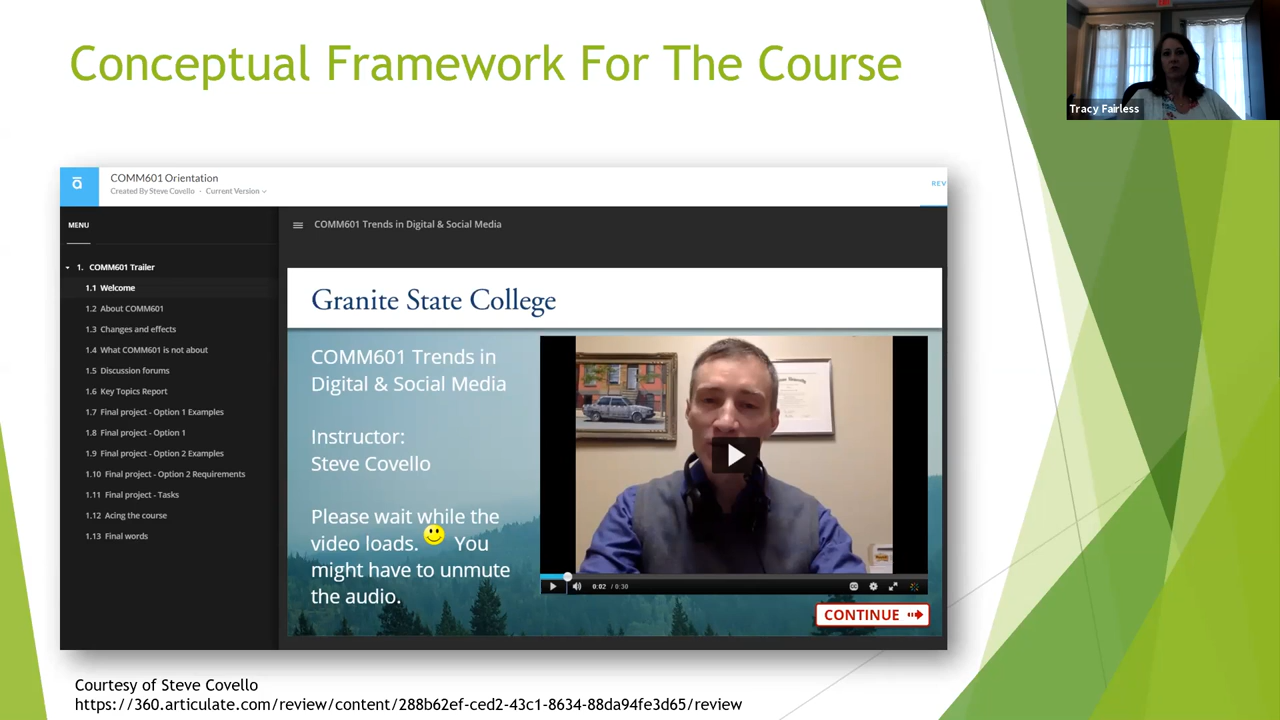 Conceptual Framework For The Course
Tracy Fairless
ā
COMM601 Orientation
Created By Steve Covello - Current Version
REV
MENU
COMM601 Trends in Digital & Social Media
1. COMM601 Trailer
1.1 Welcome
1.2 About COMM601
1.3 Changes and effects
1.4 What COMM601 is not about
1.5 Discussion forums
1.6 Key Topics Report
1.7 Final project - Option 1 Examples
1.8 Final project - Option 1
1.9 Final project - Option 2 Examples
1.10 Final project - Option 2 Requirements
1.11 Final project - Tasks
1.12 Acing the course
1.13 Final words
Granite State College
COMM601 Trends in
Digital & Social Media
Instructor:
Steve Covello
Please wait while the
video loads. You
might have to unmute
the audio.
0:02 / 0:30
CONTINUE
Courtesy of Steve Covello
https://360.articulate.com/review/content/288b62ef-ced2-43c1-8634-88da94fe3d65/review